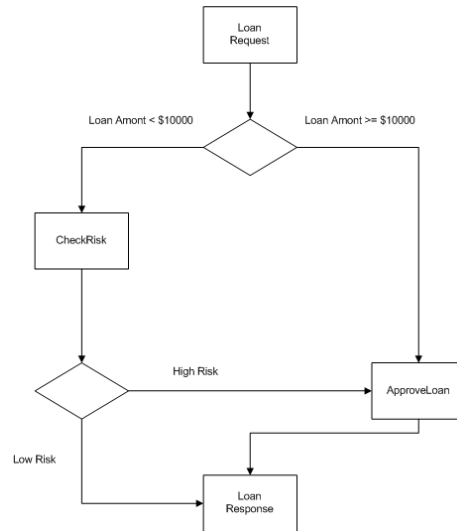 Loan
Request
Loan Amont < $10000
Loan Amont >= $10000
CheckRisk
High Risk
ApproveLoan
Low Risk
Loan
Response